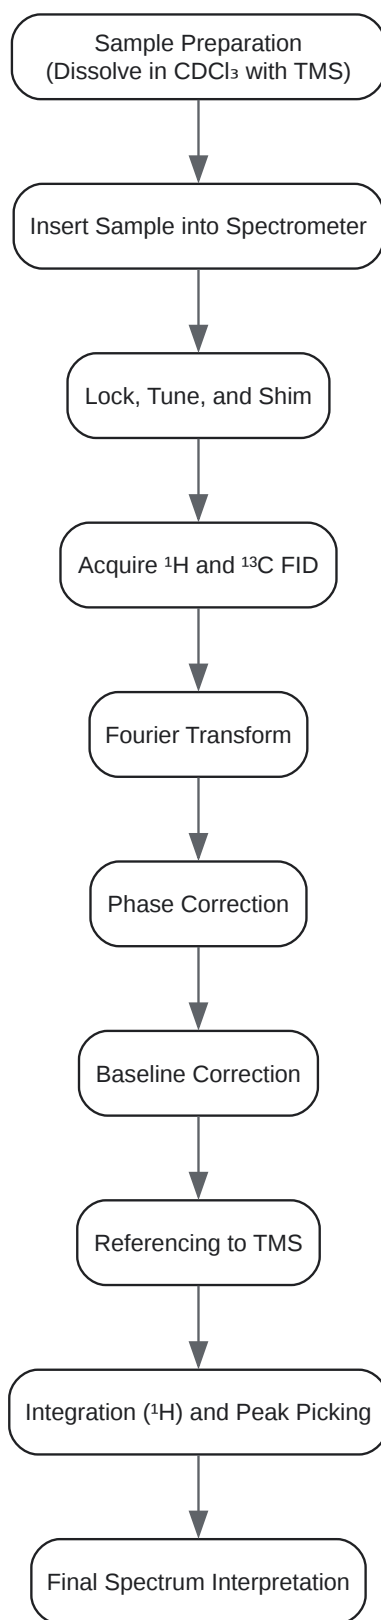 Sample Preparation
(Dissolve in CDCl₃ with TMS)
Insert Sample into Spectrometer
Lock, Tune, and Shim
Acquire ¹H and ¹³C FID
Fourier Transform
Phase Correction
Baseline Correction
Referencing to TMS
Integration (¹H) and Peak Picking
Final Spectrum Interpretation